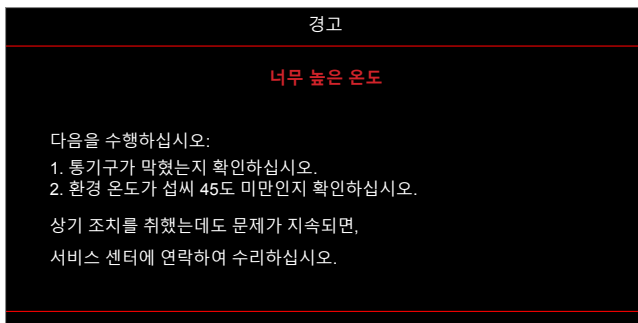 경고
너무 높은 온도
다음을 수행하십시오:
1. 통기구가 막혔는지 확인하십시오.
2. 환경 온도가 섭씨 45도 미만인지 확인하십시오.
상기 조치를 취했는데도 문제가 지속되면,
서비스 센터에 연락하여 수리하십시오.